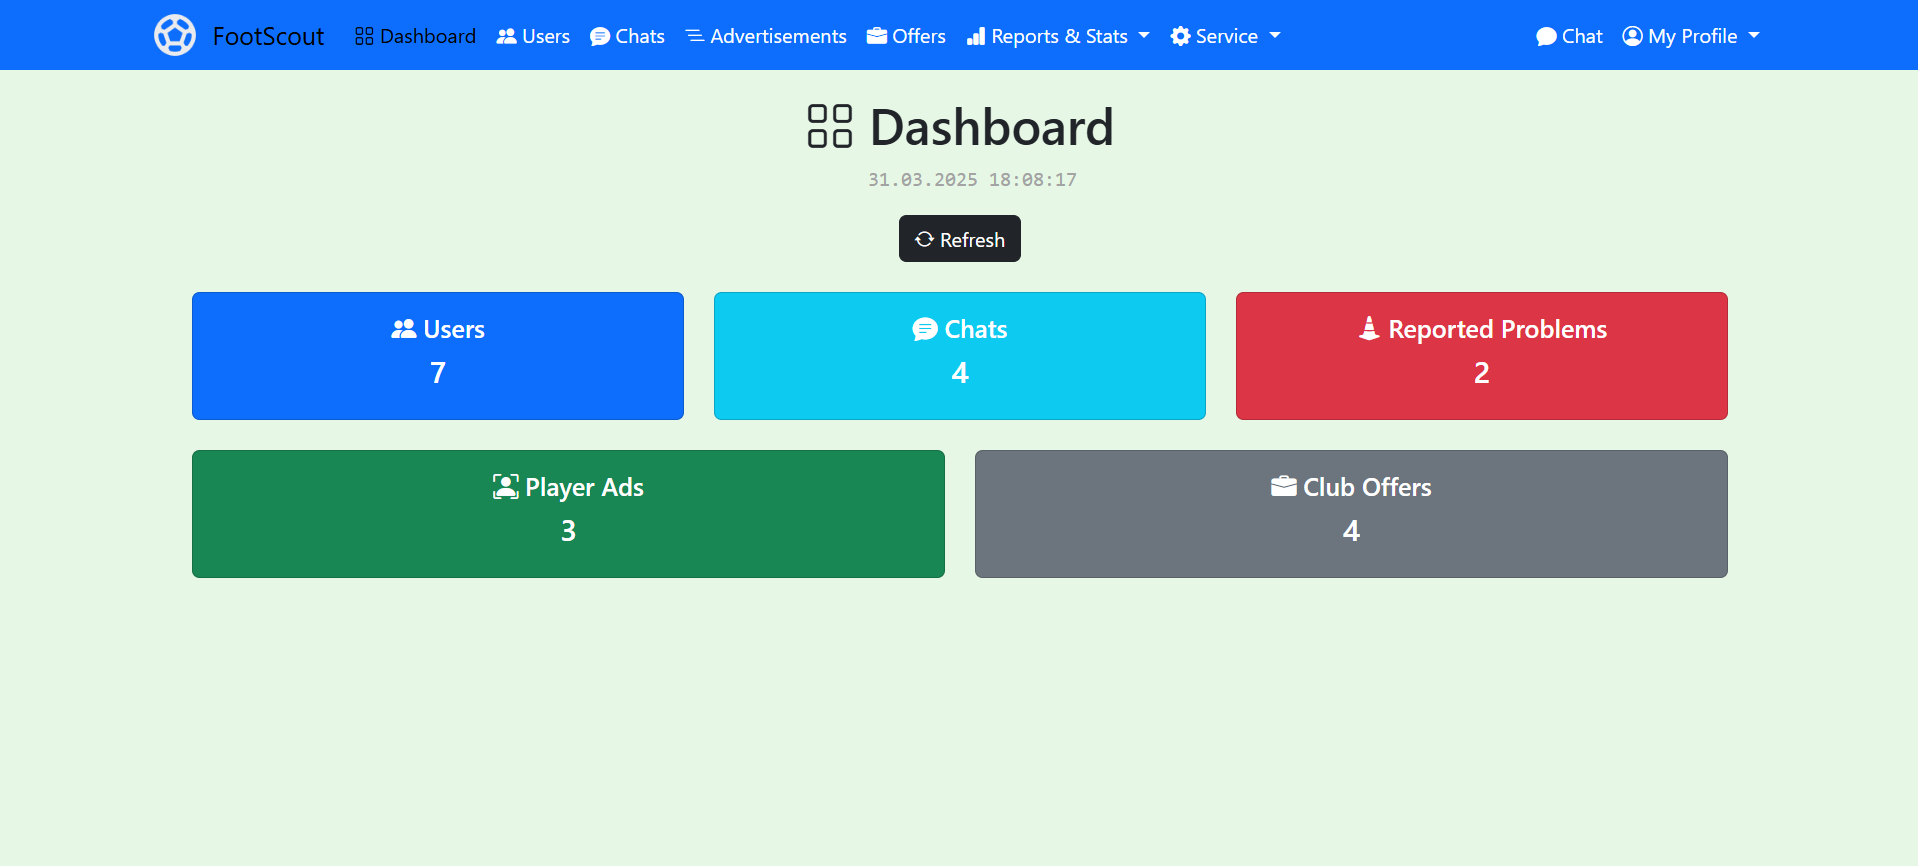 FootScout Dashboard Users Chats Advertisements Offers Reports & Stats Service Chat My Profile
Dashboard
31.03.2025 18:08:17
Refresh
Users
7
Chats
4
Reported Problems
2
Player Ads
3
Club Offers
4